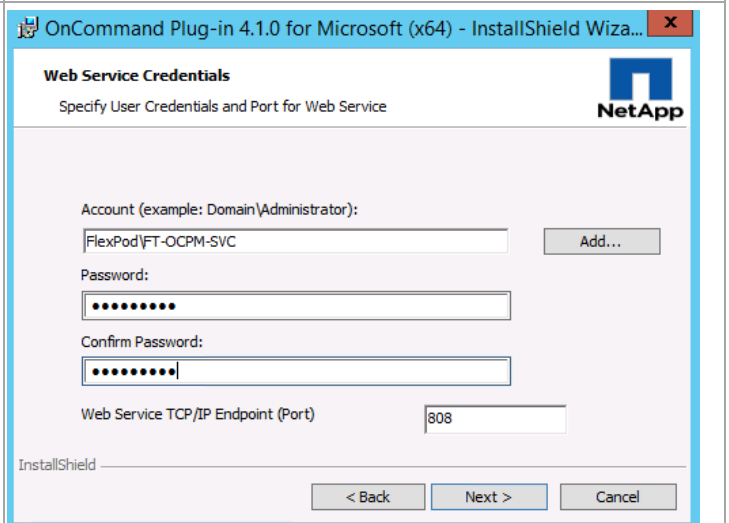 OnCommand Plug-in 4.1.0 for Microsoft (x64) - InstallShield Wiza... x
Web Service Credentials
Specify User Credentials and Port for Web Service
NetApp
Account (example: Domain\Administrator):
FlexPod\FT-OCPM-SVC
Add...
Password:
•••••••••
Confirm Password:
•••••••••
Web Service TCP/IP Endpoint (Port)
808
InstallShield
< Back
Next >
Cancel